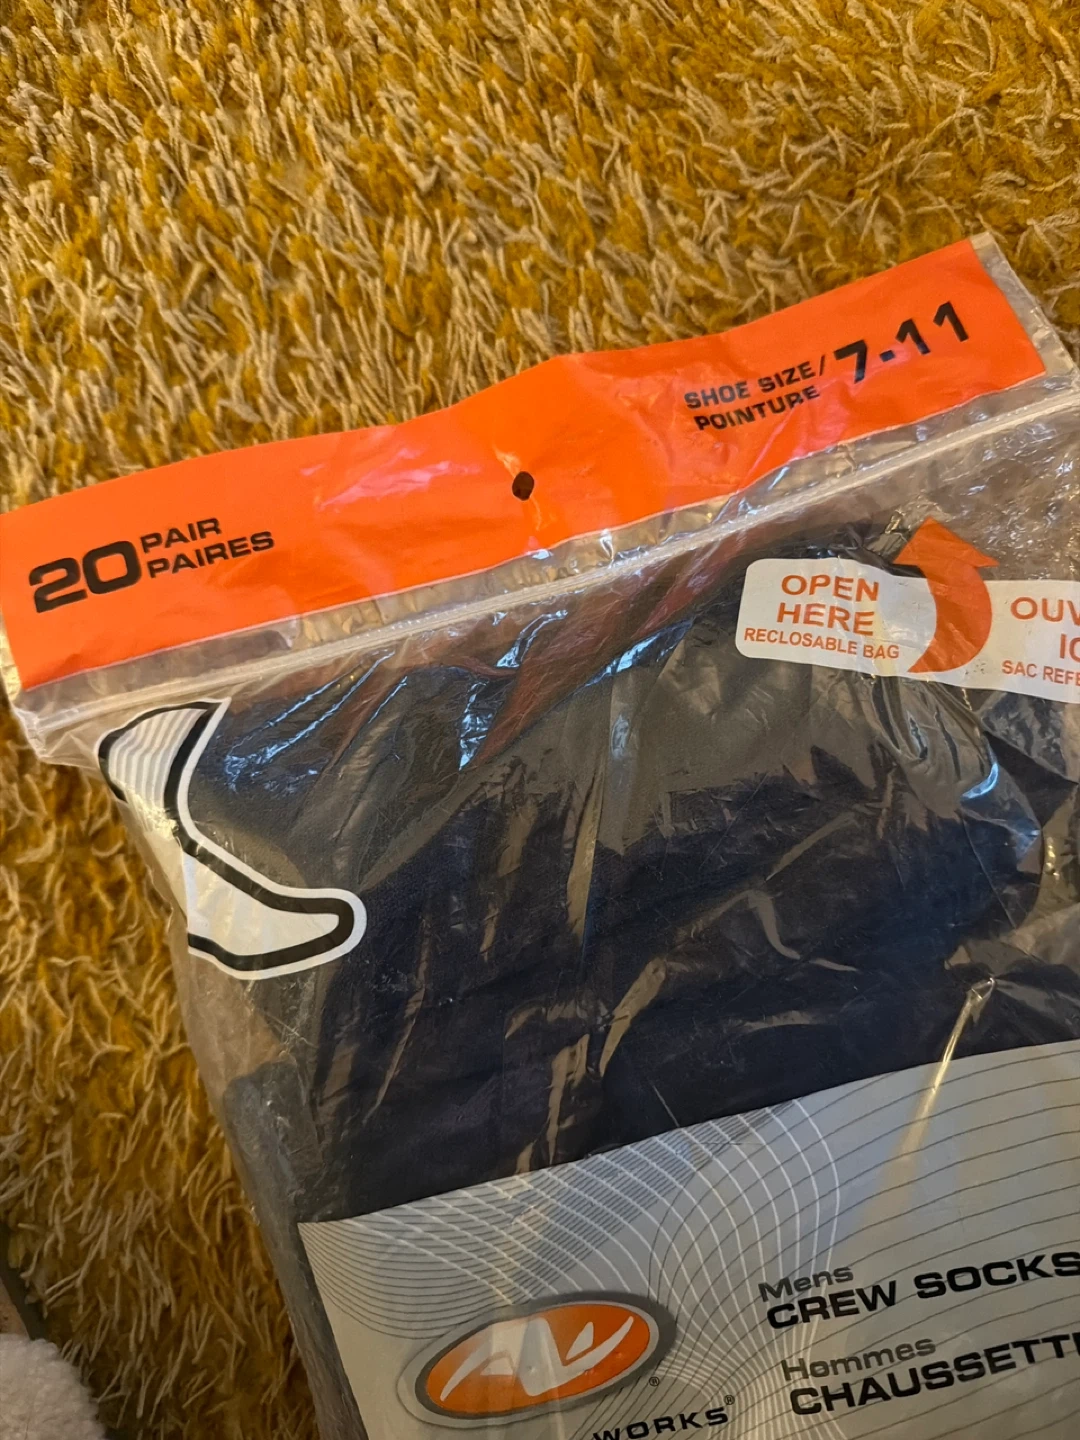 20 PAIR
PAIRES
SHOE SIZE/
POINTURE
7-11
OPEN
HERE
RECLOSABLE BAG
Mens
CREW SOCKS
Hommes
WORKS®